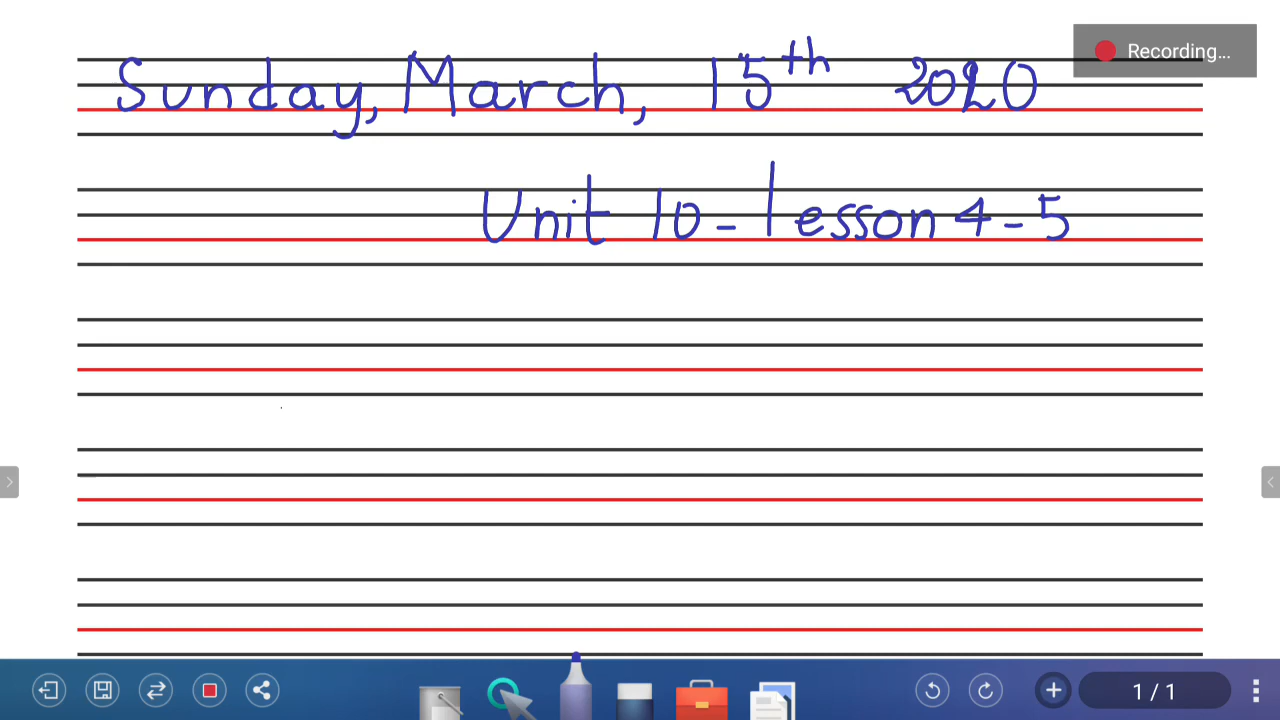 Recording...
Sunday, March, 15th 2020
Unit 10 - lesson 4 - 5
1 / 1